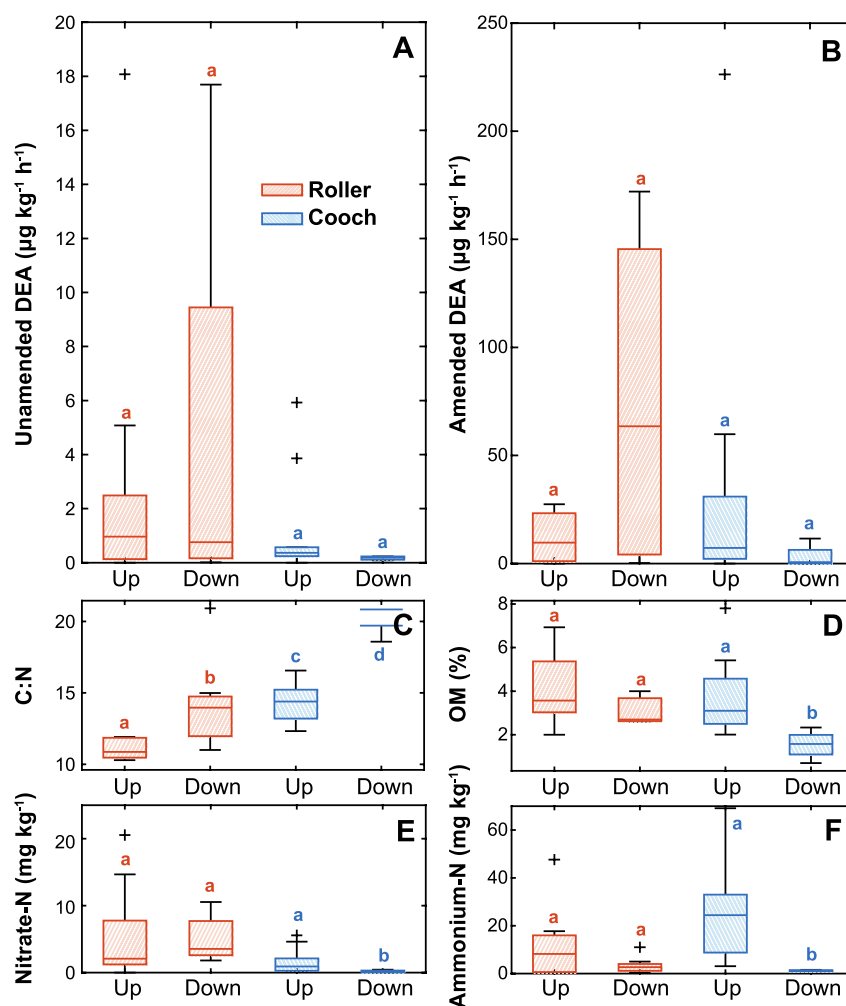 A
Unamended DEA (µg kg⁻¹ h⁻¹)
20
18
16
14
12
10
8
6
4
2
0
a
a
a
a
Roller
Cooch
Up
Down
Up
Down
B
Amended DEA (µg kg⁻¹ h⁻¹)
250
200
150
100
50
0
a
a
a
a
Up
Down
Up
Down
C
C:N
20
15
10
a
b
c
d
Up
Down
Up
Down
D
OM (%)
8
6
4
2
a
a
a
b
Up
Down
Up
Down
E
Nitrate-N (mg kg⁻¹)
20
10
0
a
a
a
b
Up
Down
Up
Down
F
Ammonium-N (mg kg⁻¹)
60
40
20
0
a
a
a
b
Up
Down
Up
Down